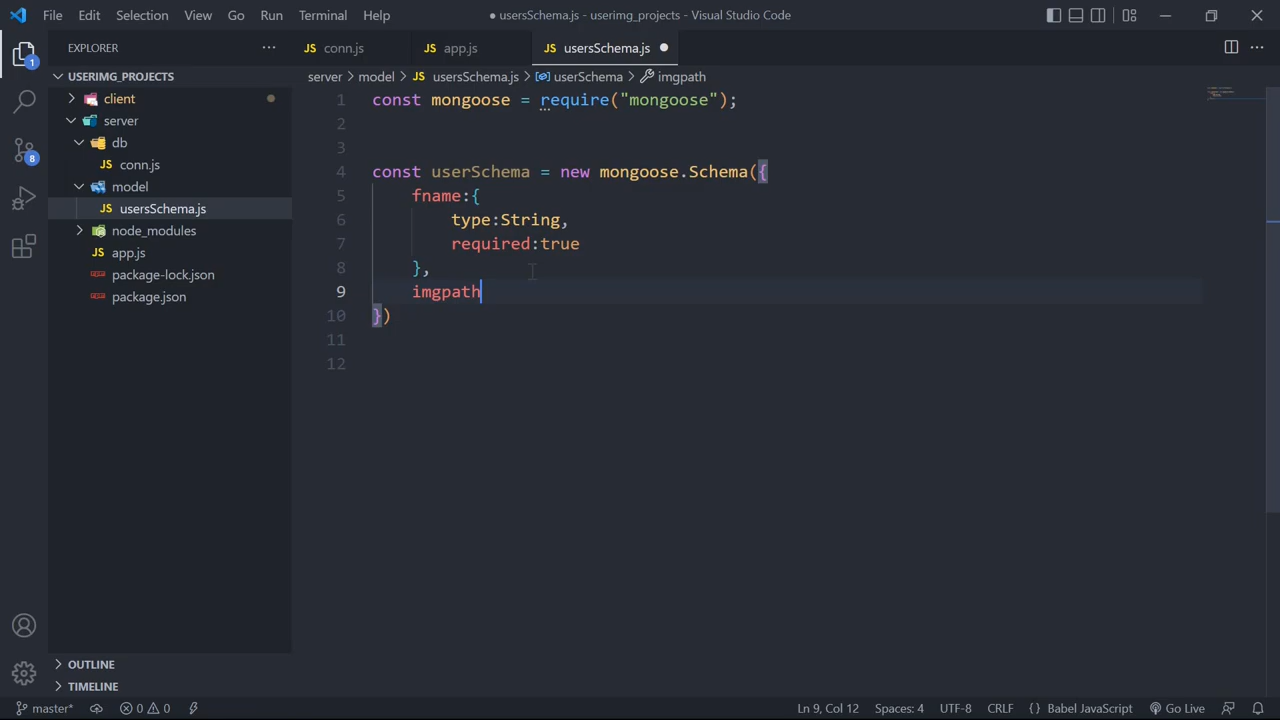 File Edit Selection View Go Run Terminal Help
● usersSchema.js - userimg_projects - Visual Studio Code
EXPLORER
USERIMG_PROJECTS
client
server
db
JS conn.js
model
JS usersSchema.js
node_modules
app.js
package-lock.json
package.json
OUTLINE
TIMELINE
1
8
JS conn.js
JS app.js
JS usersSchema.js
server > model > JS usersSchema.js > userSchema > imgpath
1 const mongoose = require("mongoose");
2
3
4 const userSchema = new mongoose.Schema({
5 fname:{
6 type:String,
7 required:true
8 },
9 imgpath
10 })
11
12
master* 0 0
Ln 9, Col 12 Spaces: 4 UTF-8 CRLF {} Babel JavaScript Go Live